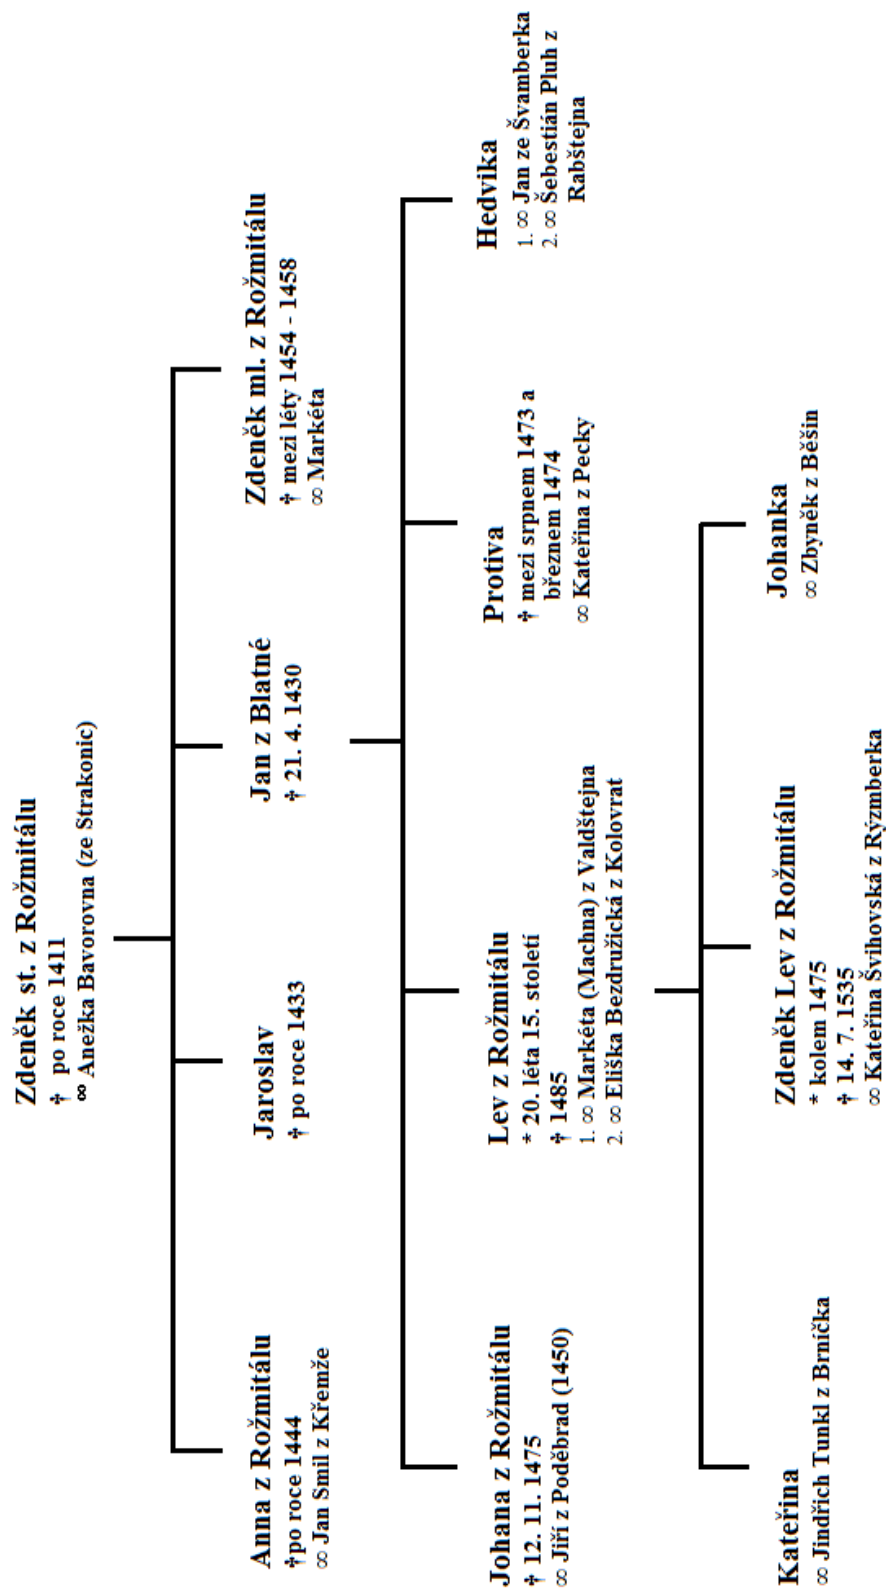 Zdeněk st. z Rožmitálu
† po roce 1411
∞ Anežka Bavorovna (ze Strakonic)
Anna z Rožmitálu
†po roce 1444
∞ Jan Smil z Křemže
Jaroslav
† po roce 1433
Jan z Blatné
† 21. 4. 1430
Zdeněk ml. z Rožmitálu
† mezi léty 1454 - 1458
∞ Markéta
Johana z Rožmitálu
† 12. 11. 1475
∞ Jiří z Poděbrad (1450)
Lev z Rožmitálu
* 20. léta 15. století
† 1485
1. ∞ Markéta (Machna) z Valdštejna
2. ∞ Eliška Bezdružická z Kolovrat
Protiva
† mezi srpnem 1473 a
březnem 1474
∞ Kateřina z Pecky
Hedvika
1. ∞ Jan ze Švamberka
2. ∞ Šebestián Pluh z
Rabštejna
Kateřina
∞ Jindřich Tunkl z Brníčka
Zdeněk Lev z Rožmitálu
* kolem 1475
† 14. 7. 1535
∞ Kateřina Švihovská z Rýzmberka
Johanka
∞ Zbyněk z Běšin